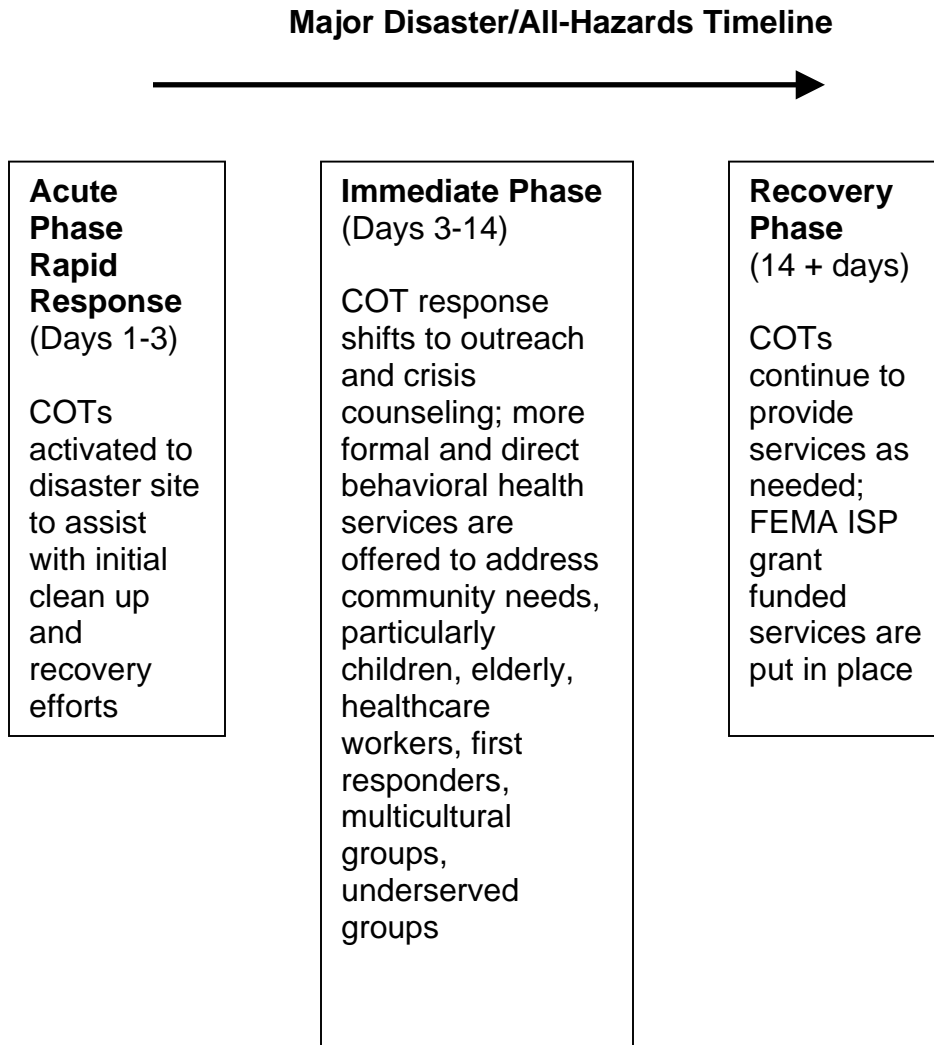 Major Disaster/All-Hazards Timeline
Acute
Phase
Rapid
Response
(Days 1-3)
COTs
activated to
disaster site
to assist
with initial
clean up
and
recovery
efforts
Immediate Phase
(Days 3-14)
COT response
shifts to outreach
and crisis
counseling; more
formal and direct
behavioral health
services are
offered to address
community needs,
particularly
children, elderly,
healthcare
workers, first
responders,
multicultural
groups,
underserved
groups
Recovery
Phase
(14 + days)
COTs
continue to
provide
services as
needed;
FEMA ISP
grant
funded
services are
put in place